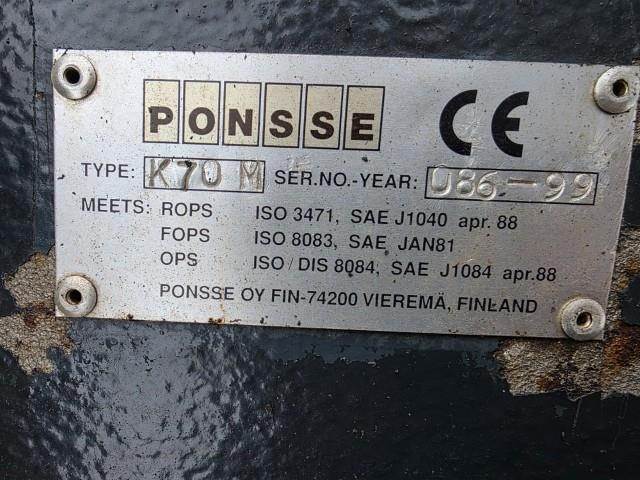 PONSSE CE
TYPE: K70 M SER.NO.-YEAR: U86-99
MEETS: ROPS ISO 3471, SAE J1040 apr. 88
FOPS ISO 8083, SAE JAN81
OPS ISO/DIS 8084, SAE J1084 apr.88
PONSSE OY FIN-74200 VIEREMÄ, FINLAND